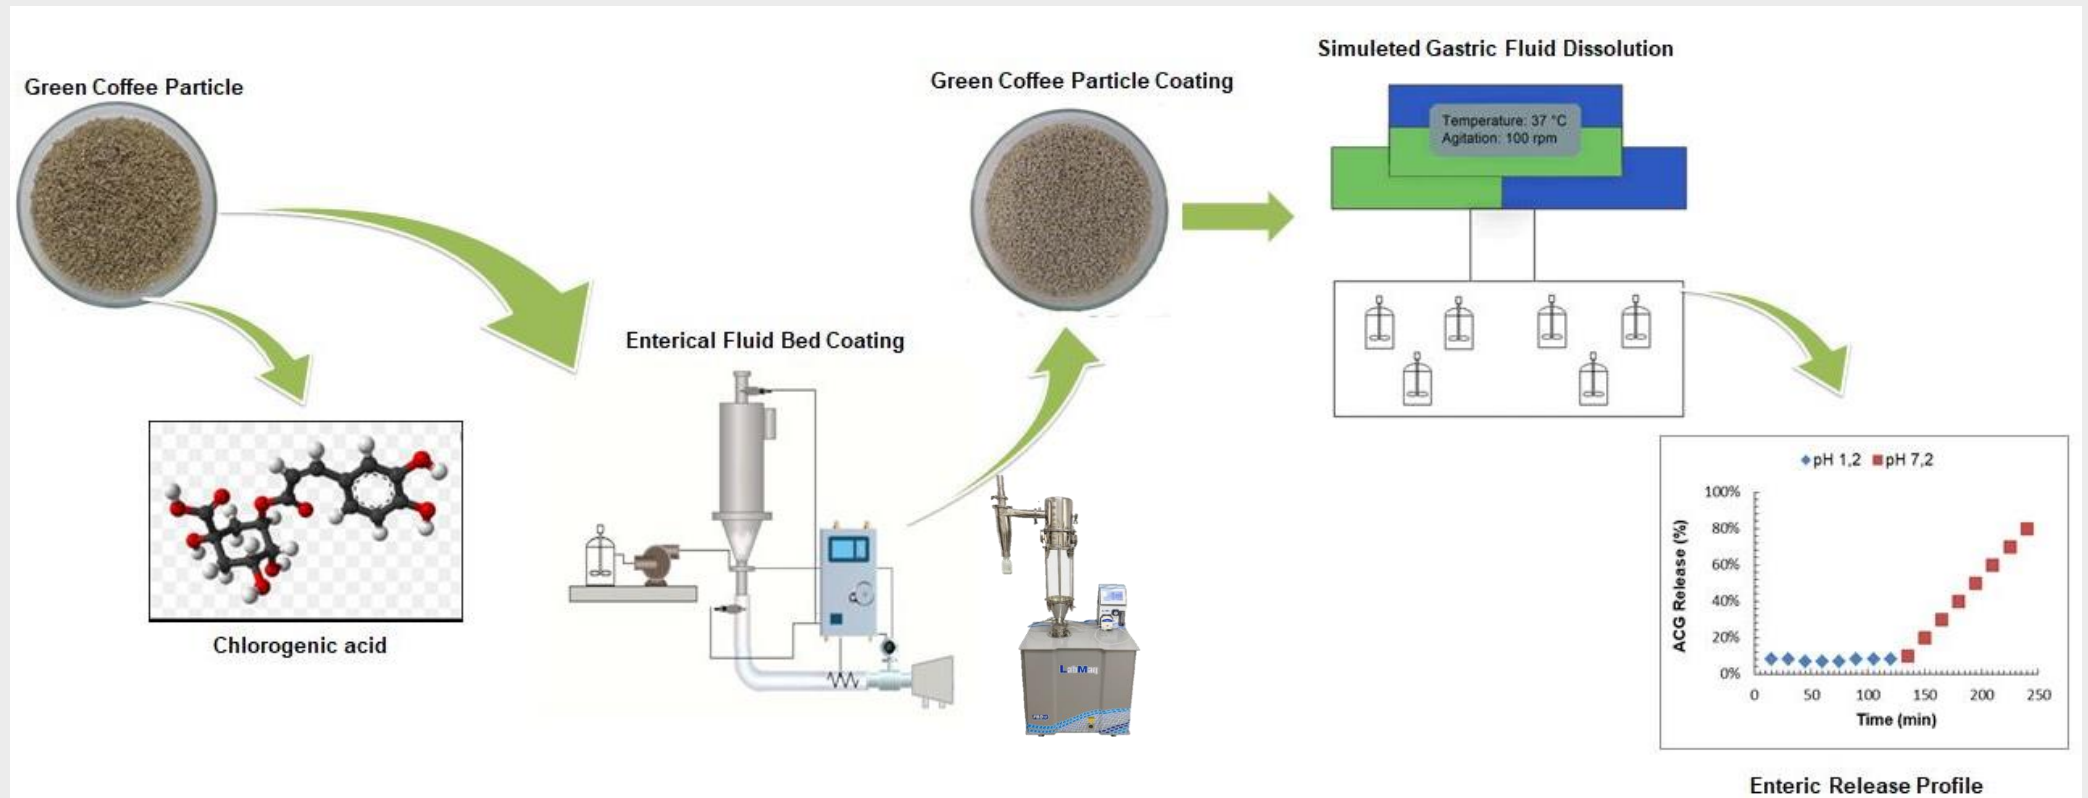 Green Coffee Particle
Chlorogenic acid
Enterical Fluid Bed Coating
LabMaq
Green Coffee Particle Coating
Simuleted Gastric Fluid Dissolution
Temperature: 37 °C
Agitation: 100 rpm
pH 1,2 pH 7,2
100%
80%
60%
40%
20%
0%
ACG Release (%)
0 50 100 150 200 250
Time (min)
Enteric Release Profile